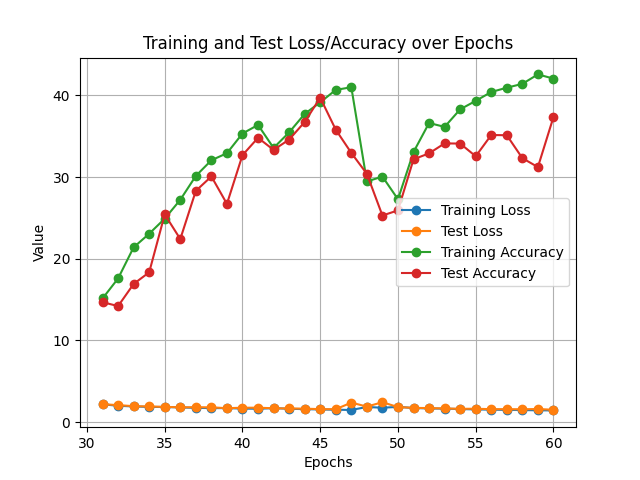 Training and Test Loss/Accuracy over Epochs
Value
40
30
20
10
0
Training Loss
Test Loss
Training Accuracy
Test Accuracy
30 35 40 45 50 55 60
Epochs